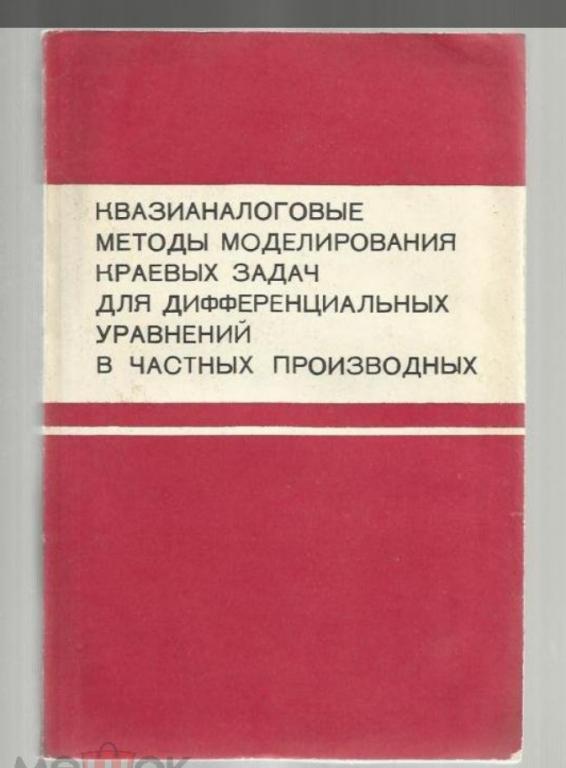 КВАЗИАНАЛОГОВЫЕ
МЕТОДЫ МОДЕЛИРОВАНИЯ
КРАЕВЫХ ЗАДАЧ
ДЛЯ ДИФФЕРЕНЦИАЛЬНЫХ
УРАВНЕНИЙ
В ЧАСТНЫХ ПРОИЗВОДНЫХ